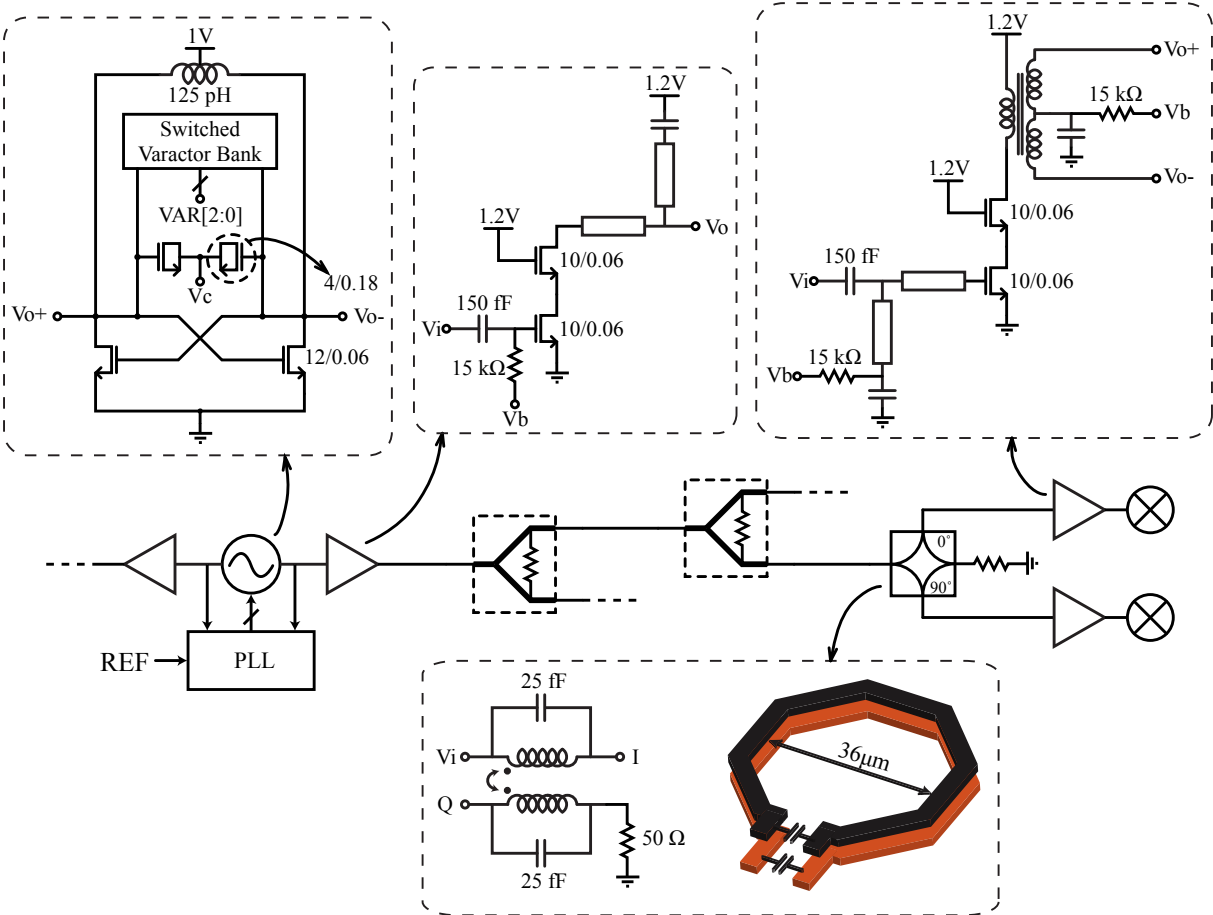 1V
125 pH
Switched
Varactor Bank
VAR[2:0]
Vc
4/0.18
Vo+
Vo-
12/0.06
1.2V
1.2V
Vo
10/0.06
150 fF
Vi
10/0.06
15 kΩ
Vb
1.2V
Vo+
15 kΩ
Vb
1.2V
Vo-
10/0.06
150 fF
Vi
10/0.06
15 kΩ
Vb
0°
90°
REF
PLL
25 fF
Vi
I
Q
50 Ω
25 fF
36μm